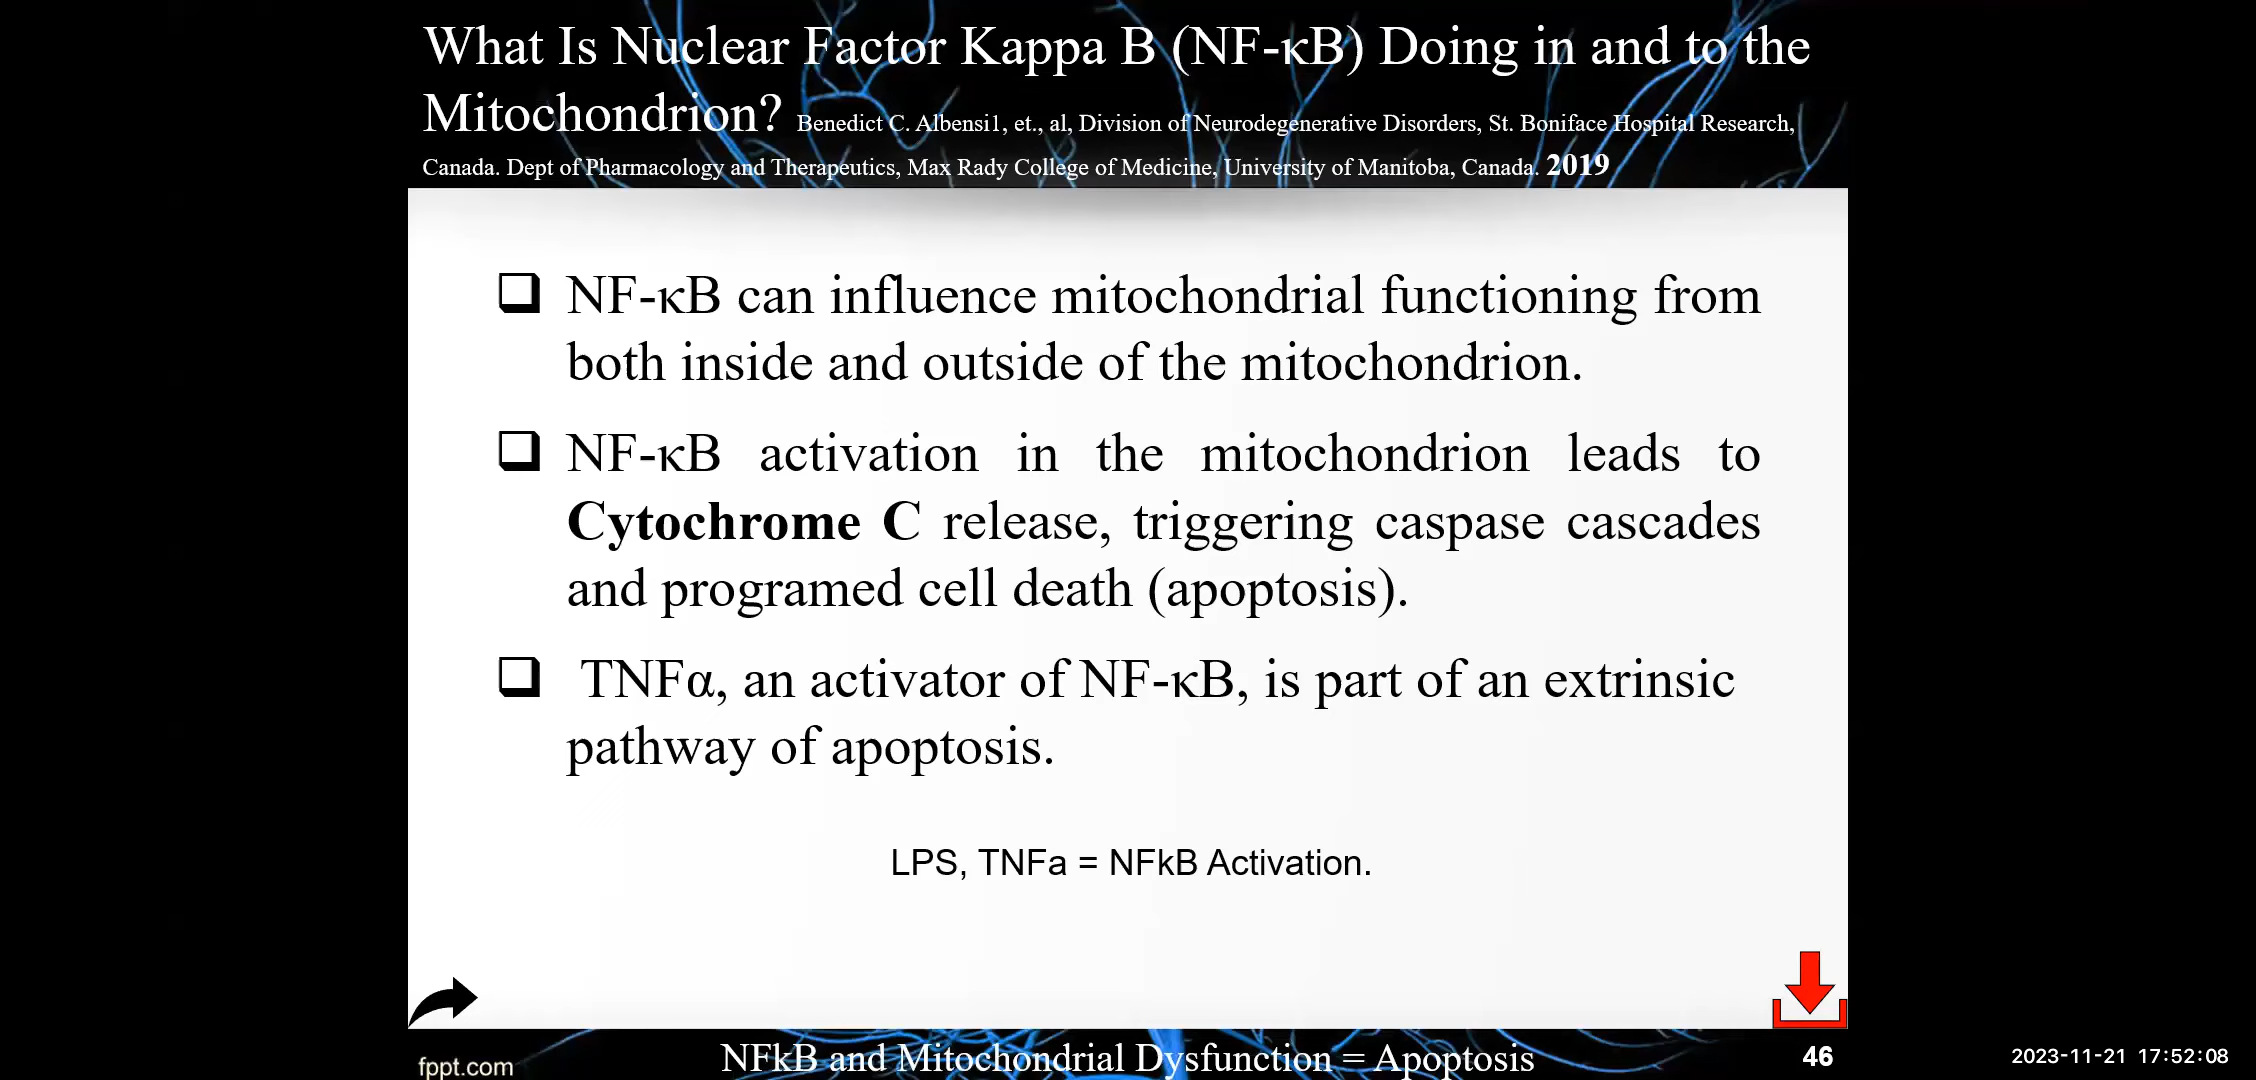 What Is Nuclear Factor Kappa B (NF-κB) Doing in and to the
Mitochondrion? Benedict C. Albensi1, et., al, Division of Neurodegenerative Disorders, St. Boniface Hospital Research,
Canada. Dept of Pharmacology and Therapeutics, Max Rady College of Medicine, University of Manitoba, Canada. 2019
❑ NF-κB can influence mitochondrial functioning from
both inside and outside of the mitochondrion.
❑ NF-κB activation in the mitochondrion leads to
Cytochrome C release, triggering caspase cascades
and programed cell death (apoptosis).
❑ TNFα, an activator of NF-κB, is part of an extrinsic
pathway of apoptosis.
LPS, TNFa = NFkB Activation.
fppt.com
NFkB and Mitochondrial Dysfunction = Apoptosis
46
2023-11-21 17:52:08